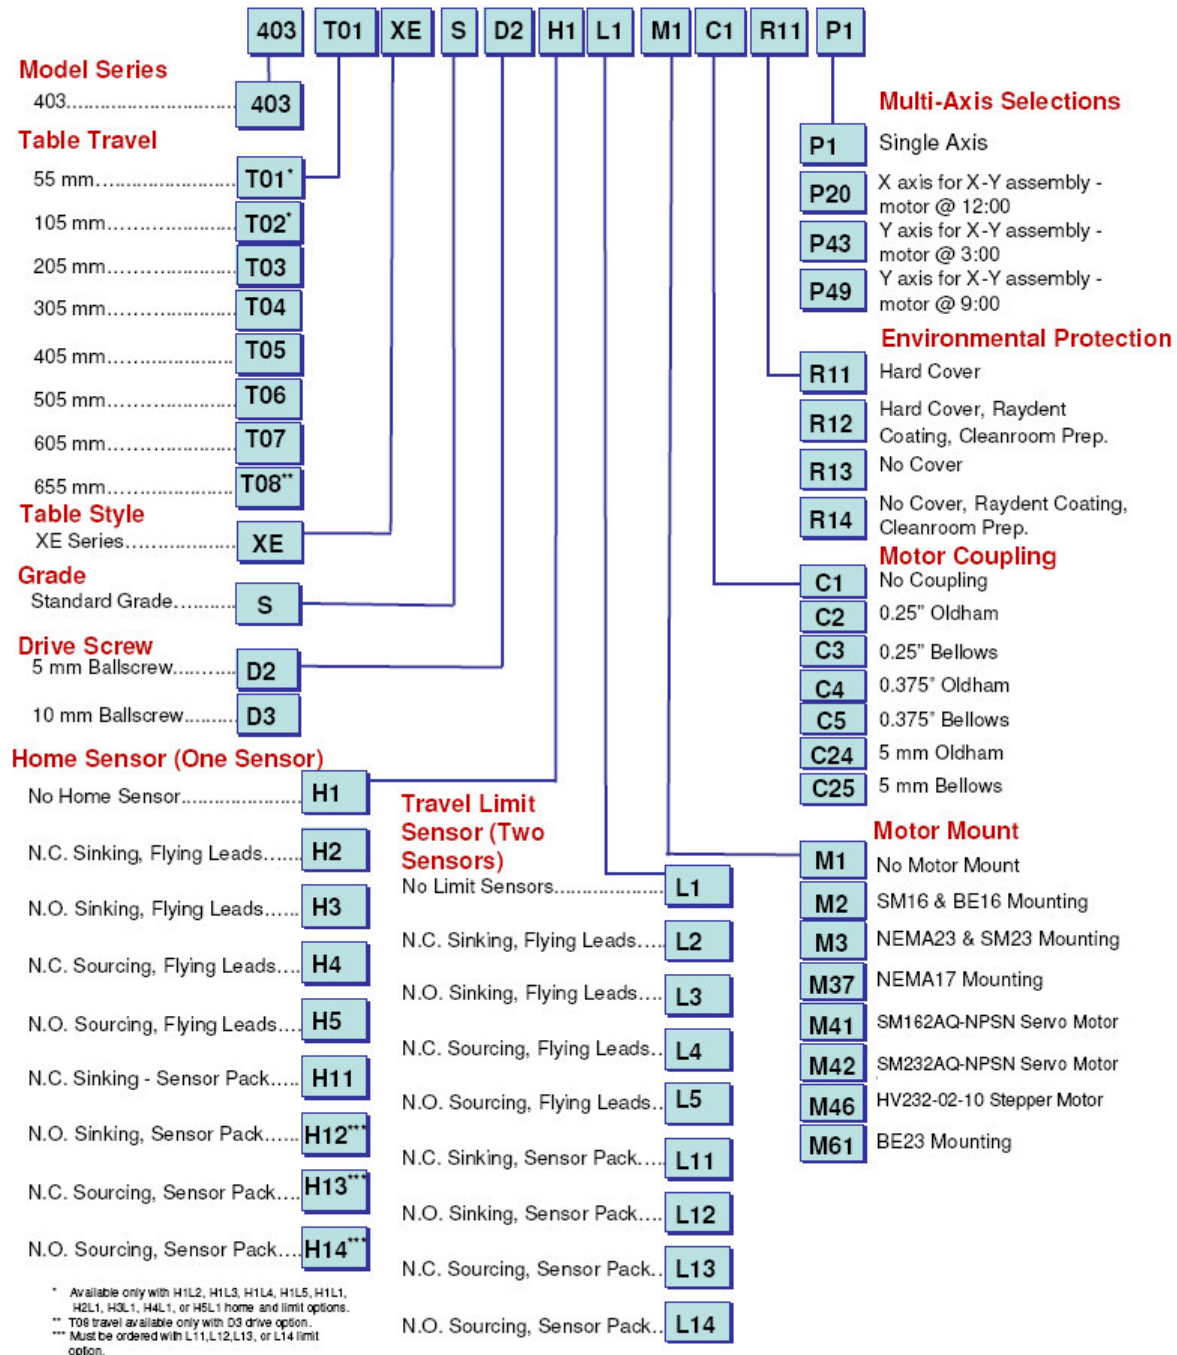 403 T01 XE S D2 H1 L1 M1 C1 R11 P1
Model Series
403............................... 403
Table Travel
55 mm......................... T01*
105 mm....................... T02*
205 mm....................... T03
305 mm....................... T04
405 mm....................... T05
505 mm....................... T06
605 mm....................... T07
655 mm....................... T08**
Table Style
XE Series.................... XE
Grade
Standard Grade........... S
Drive Screw
5 mm Ballscrew........... D2
10 mm Ballscrew.......... D3
Home Sensor (One Sensor)
No Home Sensor...................... H1
N.C. Sinking, Flying Leads....... H2
N.O. Sinking, Flying Leads...... H3
N.C. Sourcing, Flying Leads.... H4
N.O. Sourcing, Flying Leads.... H5
N.C. Sinking - Sensor Pack..... H11
N.O. Sinking, Sensor Pack...... H12***
N.C. Sourcing, Sensor Pack.... H13***
N.O. Sourcing, Sensor Pack.... H14***
* Available only with H1L2, H1L3, H1L4, H1L5, H1L1,
H2L1, H3L1, H4L1, or H5L1 home and limit options.
** T08 travel available only with D3 drive option.
*** Must be ordered with L11,L12,L13, or L14 limit
option.
Travel Limit
Sensor (Two
Sensors)
No Limit Sensors.................... L1
N.C. Sinking, Flying Leads..... L2
N.O. Sinking, Flying Leads.... L3
N.C. Sourcing, Flying Leads.. L4
N.O. Sourcing, Flying Leads.. L5
N.C. Sinking, Sensor Pack.... L11
N.O. Sinking, Sensor Pack.... L12
N.C. Sourcing, Sensor Pack.. L13
N.O. Sourcing, Sensor Pack.. L14
Multi-Axis Selections
P1 Single Axis
P20 X axis for X-Y assembly -
motor @ 12:00
P43 Y axis for X-Y assembly -
motor @ 3:00
P49 Y axis for X-Y assembly -
motor @ 9:00
Environmental Protection
R11 Hard Cover
R12 Hard Cover, Raydent
Coating, Cleanroom Prep.
R13 No Cover
R14 No Cover, Raydent Coating,
Cleanroom Prep.
Motor Coupling
C1 No Coupling
C2 0.25" Oldham
C3 0.25" Bellows
C4 0.375" Oldham
C5 0.375" Bellows
C24 5 mm Oldham
C25 5 mm Bellows
Motor Mount
M1 No Motor Mount
M2 SM16 & BE16 Mounting
M3 NEMA23 & SM23 Mounting
M37 NEMA17 Mounting
M41 SM162AQ-NPSN Servo Motor
M42 SM232AQ-NPSN Servo Motor
M46 HV232-02-10 Stepper Motor
M61 BE23 Mounting